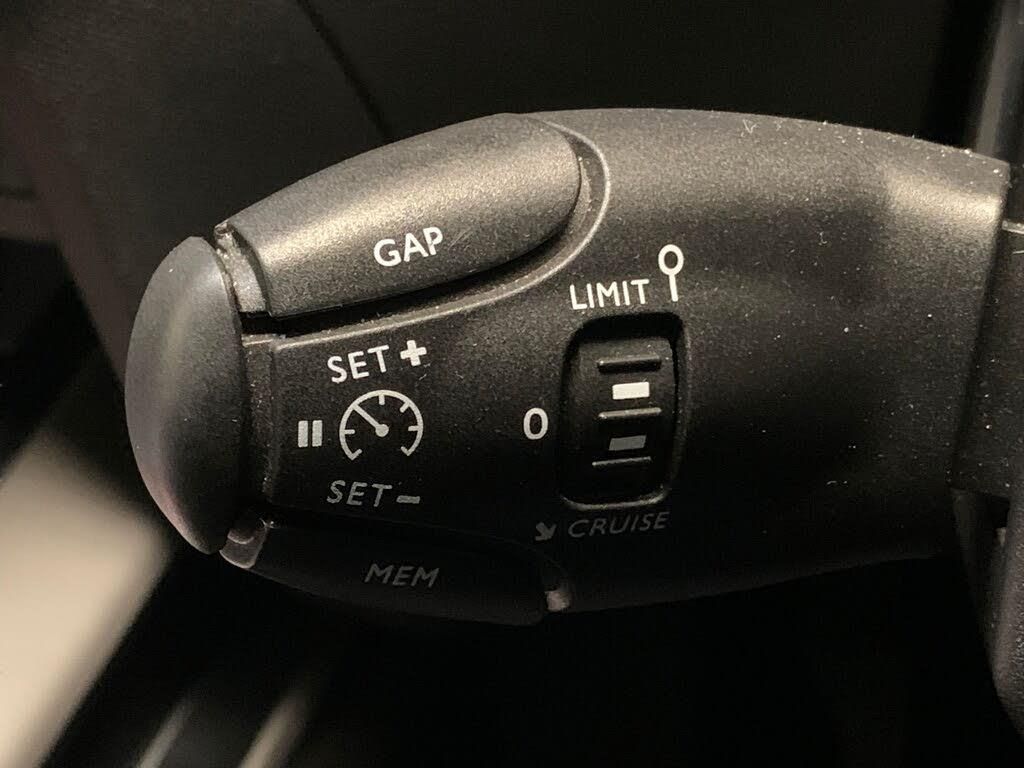 GAP
LIMIT
SET +
0
SET -
CRUISE
MEM